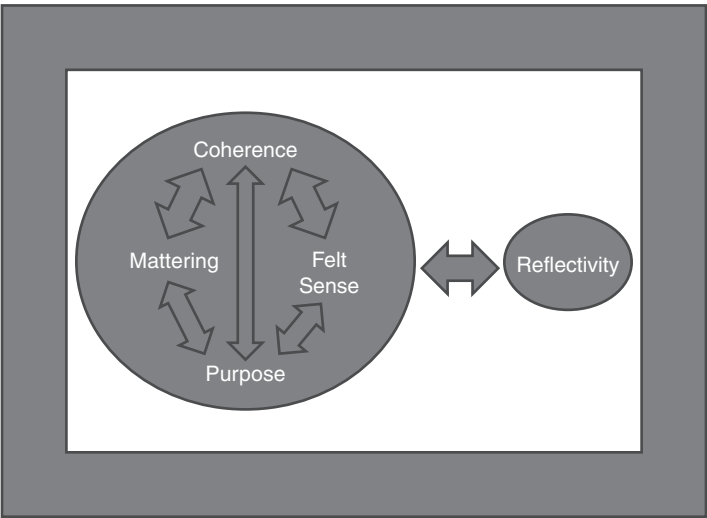 Coherence
Mattering
Felt
Sense
Purpose
Reflectivity